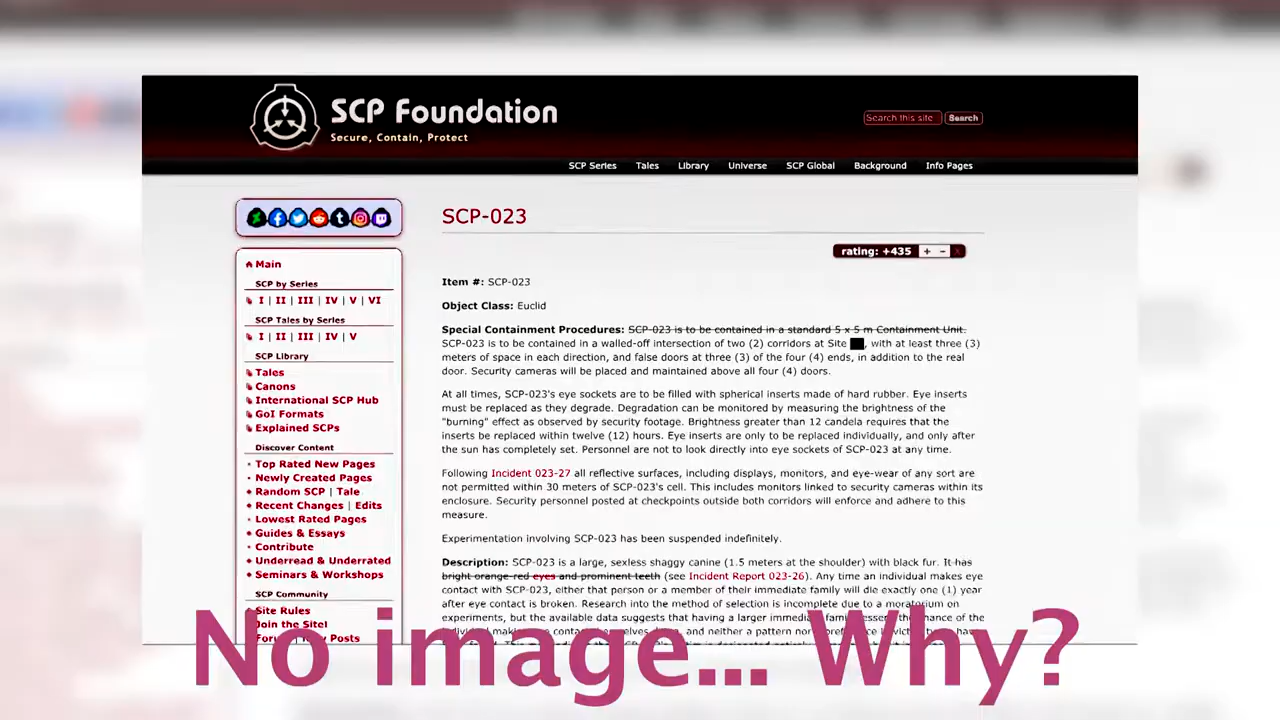 SCP Foundation
Secure, Contain, Protect
Search this site
Search
SCP Series Tales Library Universe SCP Global Background Info Pages
SCP-023
rating: +435 + − x
Main
SCP by Series
I | II | III | IV | V | VI
SCP Tales by Series
I | II | III | IV | V
SCP Library
Tales
Canons
International SCP Hub
GoI Formats
Explained SCPs
Discover Content
Top Rated New Pages
Newly Created Pages
Random SCP | Tale
Recent Changes | Edits
Lowest Rated Pages
Guides & Essays
Contribute
Underread & Underrated
Seminars & Workshops
SCP Community
Site Rules
Join the Site!
Item #: SCP-023
Object Class: Euclid
Special Containment Procedures: SCP-023 is to be contained in a standard 5 x 5 m Containment Unit.
SCP-023 is to be contained in a walled-off intersection of two (2) corridors at Site ██, with at least three (3)
meters of space in each direction, and false doors at three (3) of the four (4) ends, in addition to the real
door. Security cameras will be placed and maintained above all four (4) doors.
At all times, SCP-023's eye sockets are to be filled with spherical inserts made of hard rubber. Eye inserts
must be replaced as they degrade. Degradation can be monitored by measuring the brightness of the
"burning" effect as observed by security footage. Brightness greater than 12 candela requires that the
inserts be replaced within twelve (12) hours. Eye inserts are only to be replaced individually, and only after
the sun has completely set. Personnel are not to look directly into eye sockets of SCP-023 at any time.
Following Incident 023-27 all reflective surfaces, including displays, monitors, and eye-wear of any sort are
not permitted within 30 meters of SCP-023's cell. This includes monitors linked to security cameras within its
enclosure. Security personnel posted at checkpoints outside both corridors will enforce and adhere to this
measure.
Experimentation involving SCP-023 has been suspended indefinitely.
Description: SCP-023 is a large, sexless shaggy canine (1.5 meters at the shoulder) with black fur. It has
bright orange-red eyes and prominent teeth (see Incident Report 023-26). Any time an individual makes eye
contact with SCP-023, either that person or a member of their immediate family will die exactly one (1) year
after eye contact is broken. Research into the method of selection is incomplete due to a moratorium on
experiments, but the available data suggests that having a larger immediate family
No image... Why?